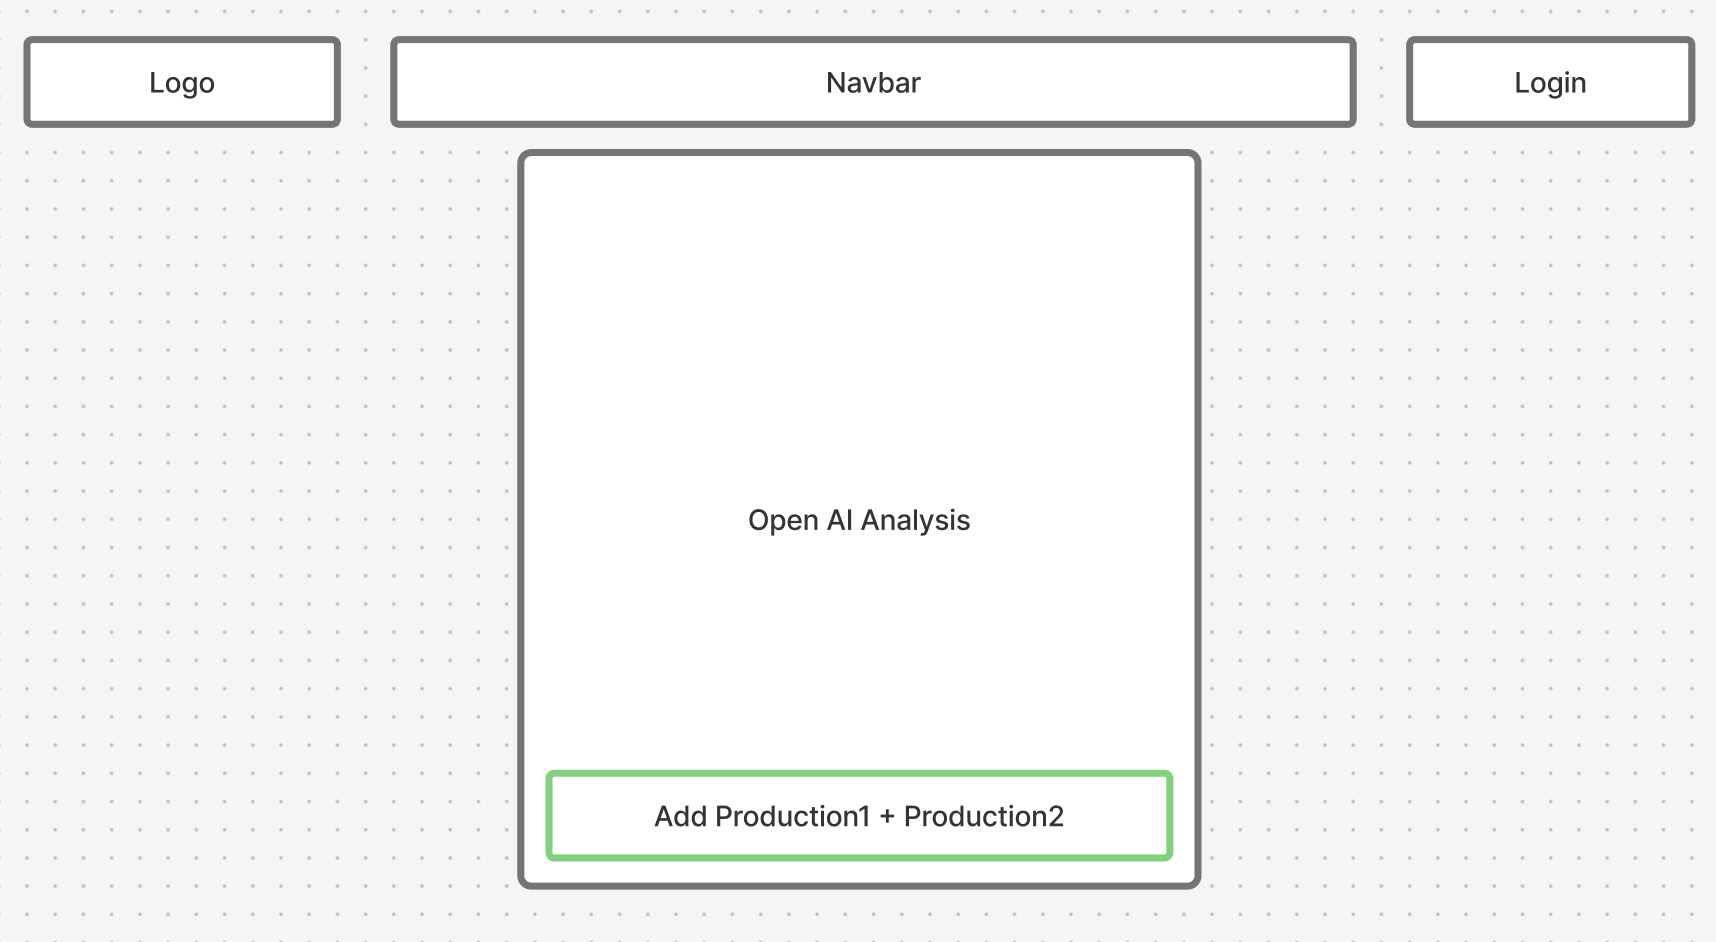 Logo
Navbar
Login
Open AI Analysis
Add Production1 + Production2